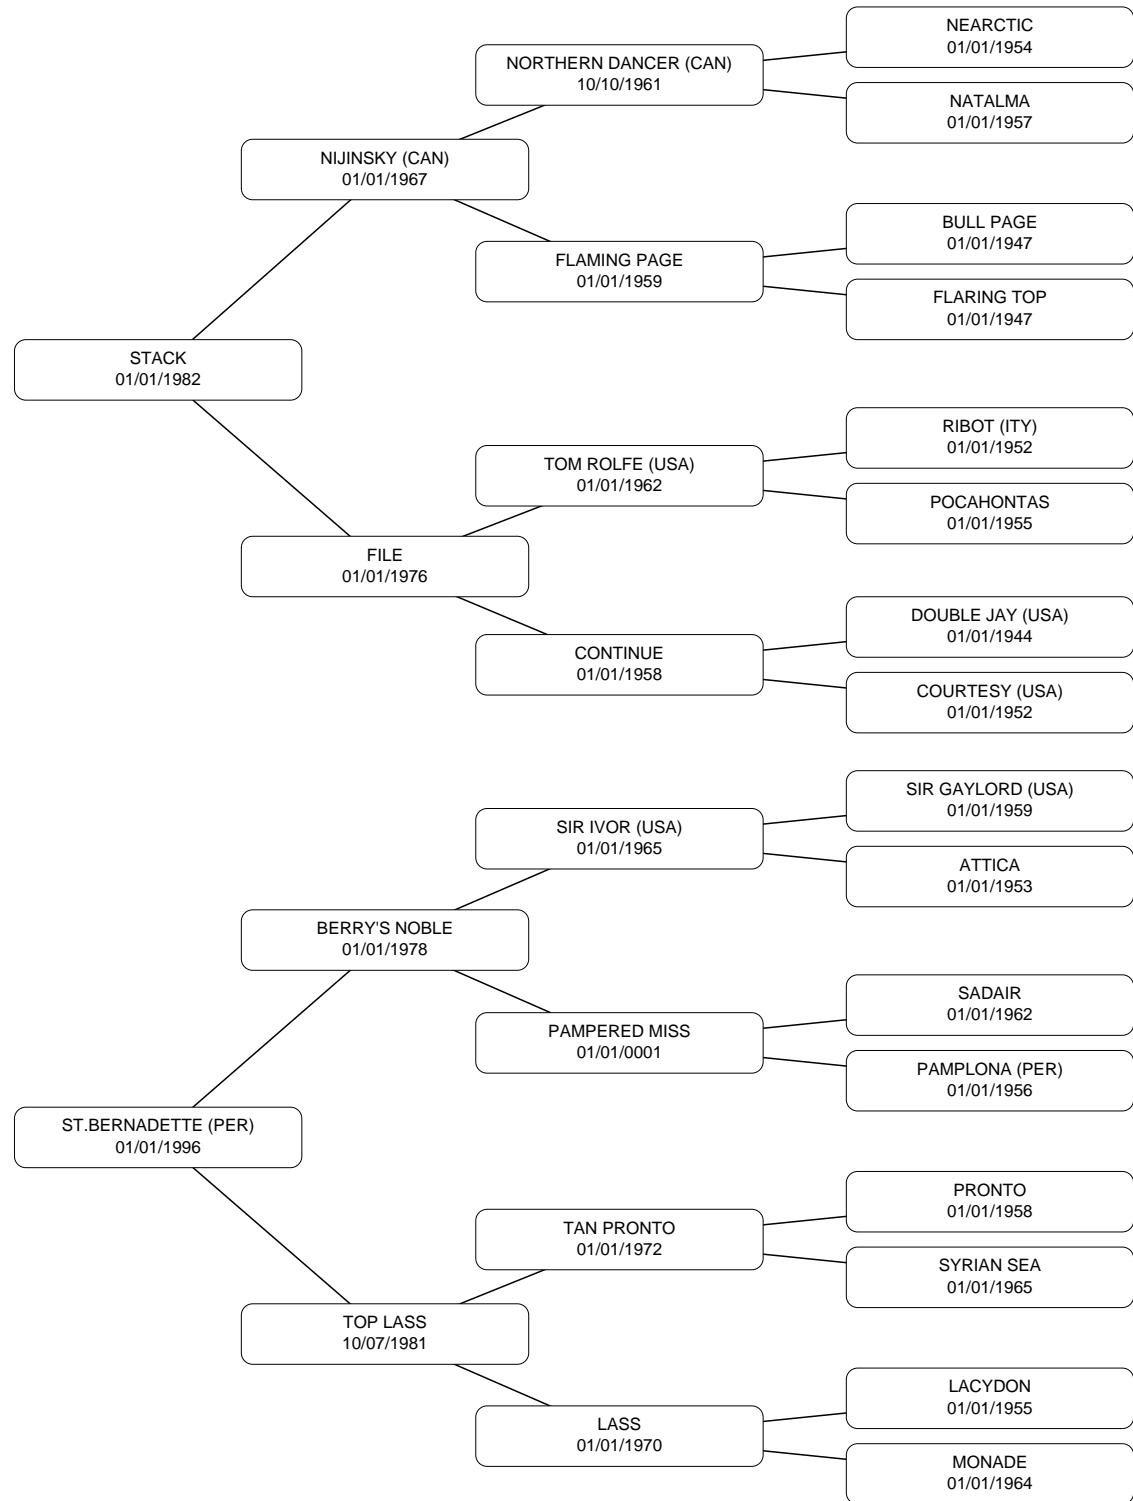 NEARCTIC
01/01/1954
NORTHERN DANCER (CAN)
10/10/1961
NATALMA
01/01/1957
NIJINSKY (CAN)
01/01/1967
BULL PAGE
01/01/1947
FLAMING PAGE
01/01/1959
FLARING TOP
01/01/1947
STACK
01/01/1982
RIBOT (ITY)
01/01/1952
TOM ROLFE (USA)
01/01/1962
POCAHONTAS
01/01/1955
FILE
01/01/1976
DOUBLE JAY (USA)
01/01/1944
CONTINUE
01/01/1958
COURTESY (USA)
01/01/1952
SIR GAYLORD (USA)
01/01/1959
SIR IVOR (USA)
01/01/1965
ATTICA
01/01/1953
BERRY'S NOBLE
01/01/1978
SADAIR
01/01/1962
PAMPERED MISS
01/01/0001
PAMPLONA (PER)
01/01/1956
ST.BERNADETTE (PER)
01/01/1996
PRONTO
01/01/1958
TAN PRONTO
01/01/1972
SYRIAN SEA
01/01/1965
TOP LASS
10/07/1981
LACYDON
01/01/1955
LASS
01/01/1970
MONADE
01/01/1964